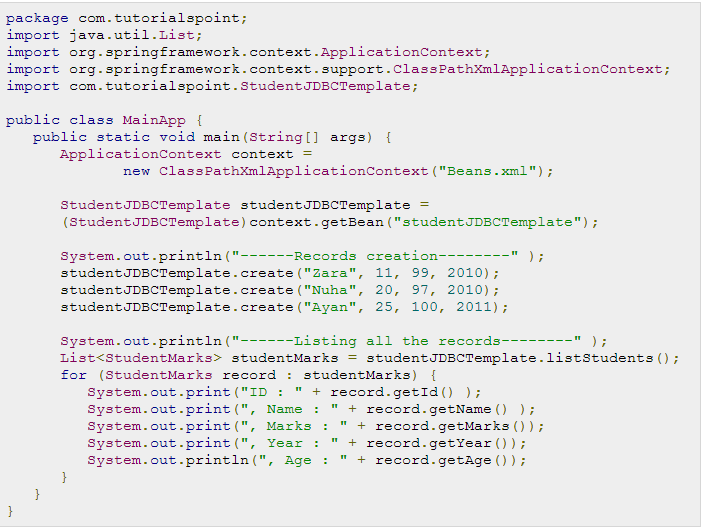 package com.tutorialspoint;
import java.util.List;
import org.springframework.context.ApplicationContext;
import org.springframework.context.support.ClassPathXmlApplicationContext;
import com.tutorialspoint.StudentJDBCTemplate;

public class MainApp {
   public static void main(String[] args) {
      ApplicationContext context =
             new ClassPathXmlApplicationContext("Beans.xml");

      StudentJDBCTemplate studentJDBCTemplate =
      (StudentJDBCTemplate)context.getBean("studentJDBCTemplate");

      System.out.println("------Records creation--------" );
      studentJDBCTemplate.create("Zara", 11, 99, 2010);
      studentJDBCTemplate.create("Nuha", 20, 97, 2010);
      studentJDBCTemplate.create("Ayan", 25, 100, 2011);

      System.out.println("------Listing all the records--------" );
      List<StudentMarks> studentMarks = studentJDBCTemplate.listStudents();
      for (StudentMarks record : studentMarks) {
         System.out.print("ID : " + record.getId() );
         System.out.print(", Name : " + record.getName() );
         System.out.print(", Marks : " + record.getMarks());
         System.out.print(", Year : " + record.getYear());
         System.out.println(", Age : " + record.getAge());
      }
   }
}